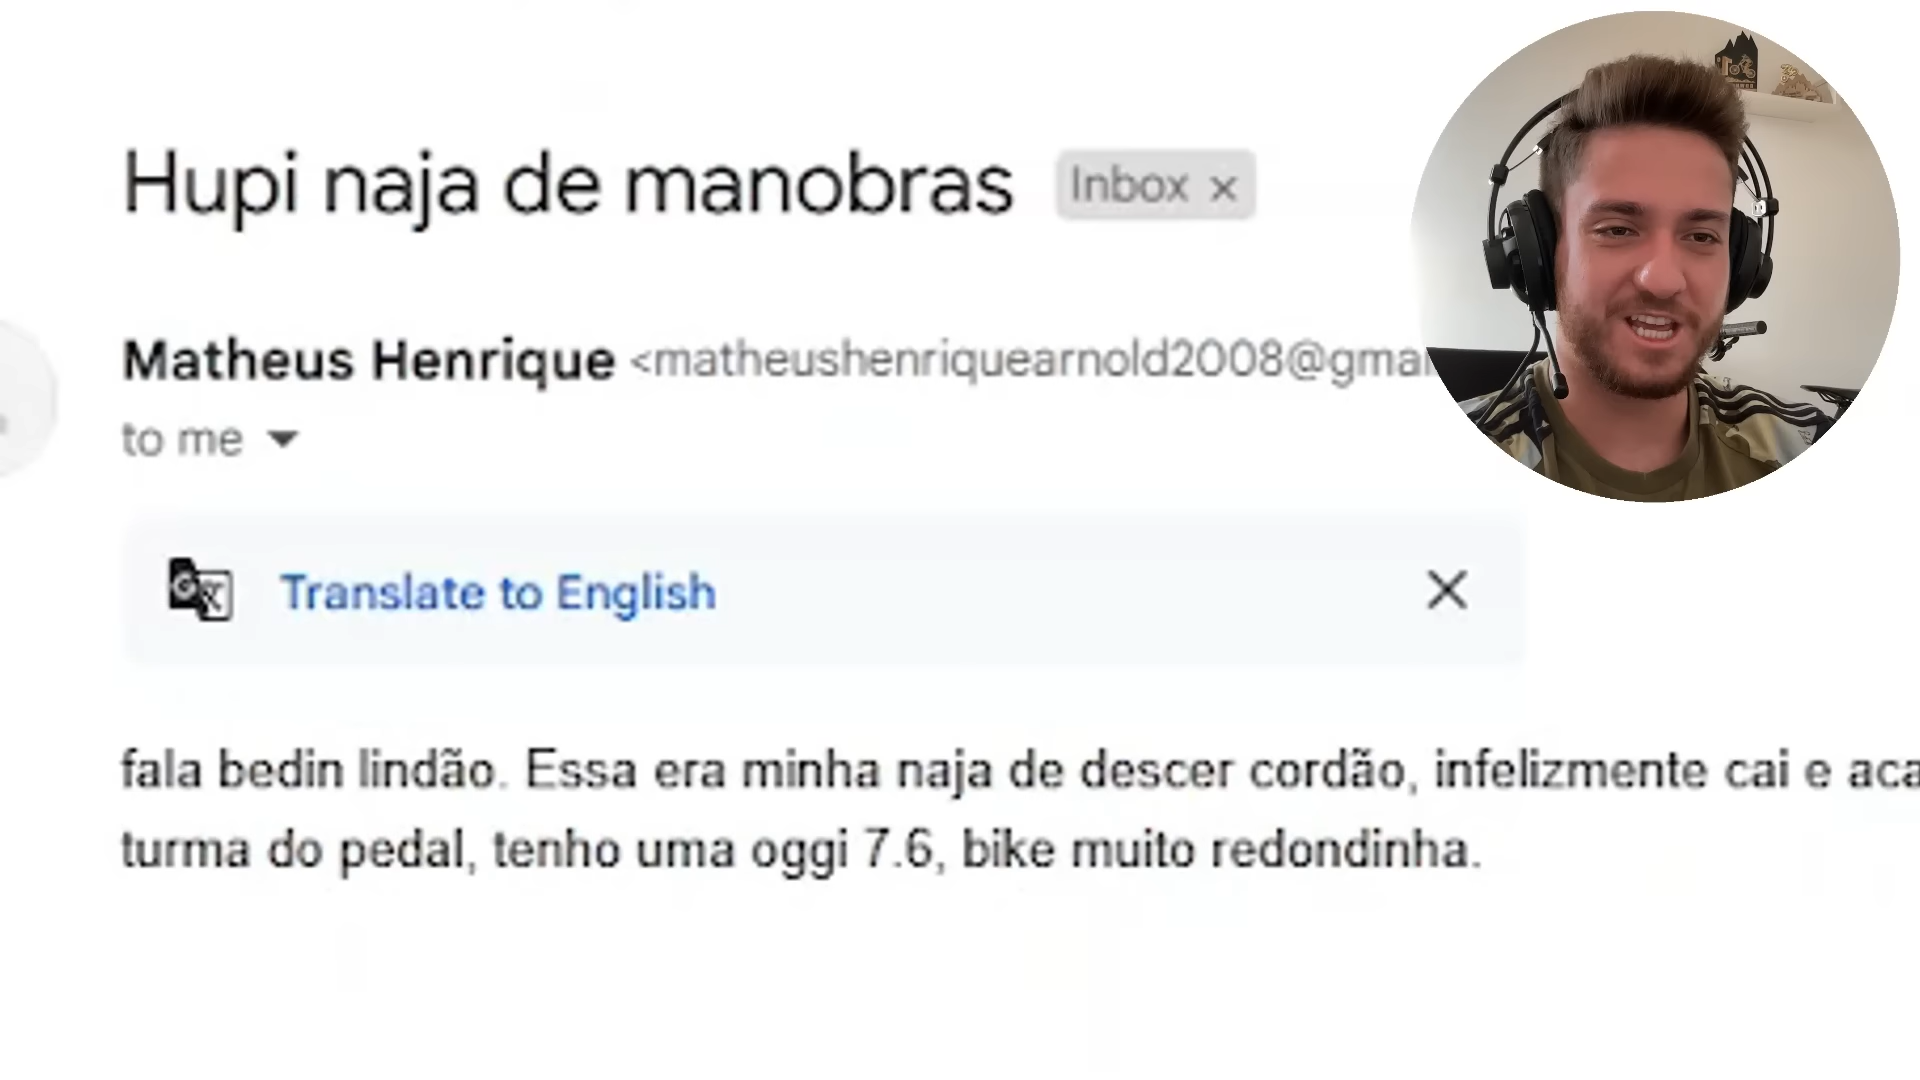 Hupi naja de manobras Inbox ×
Matheus Henrique <matheushenriquearnold2008@gmai
to me
Translate to English
fala bedin lindão. Essa era minha naja de descer cordão, infelizmente cai e aca
turma do pedal, tenho uma oggi 7.6, bike muito redondinha.